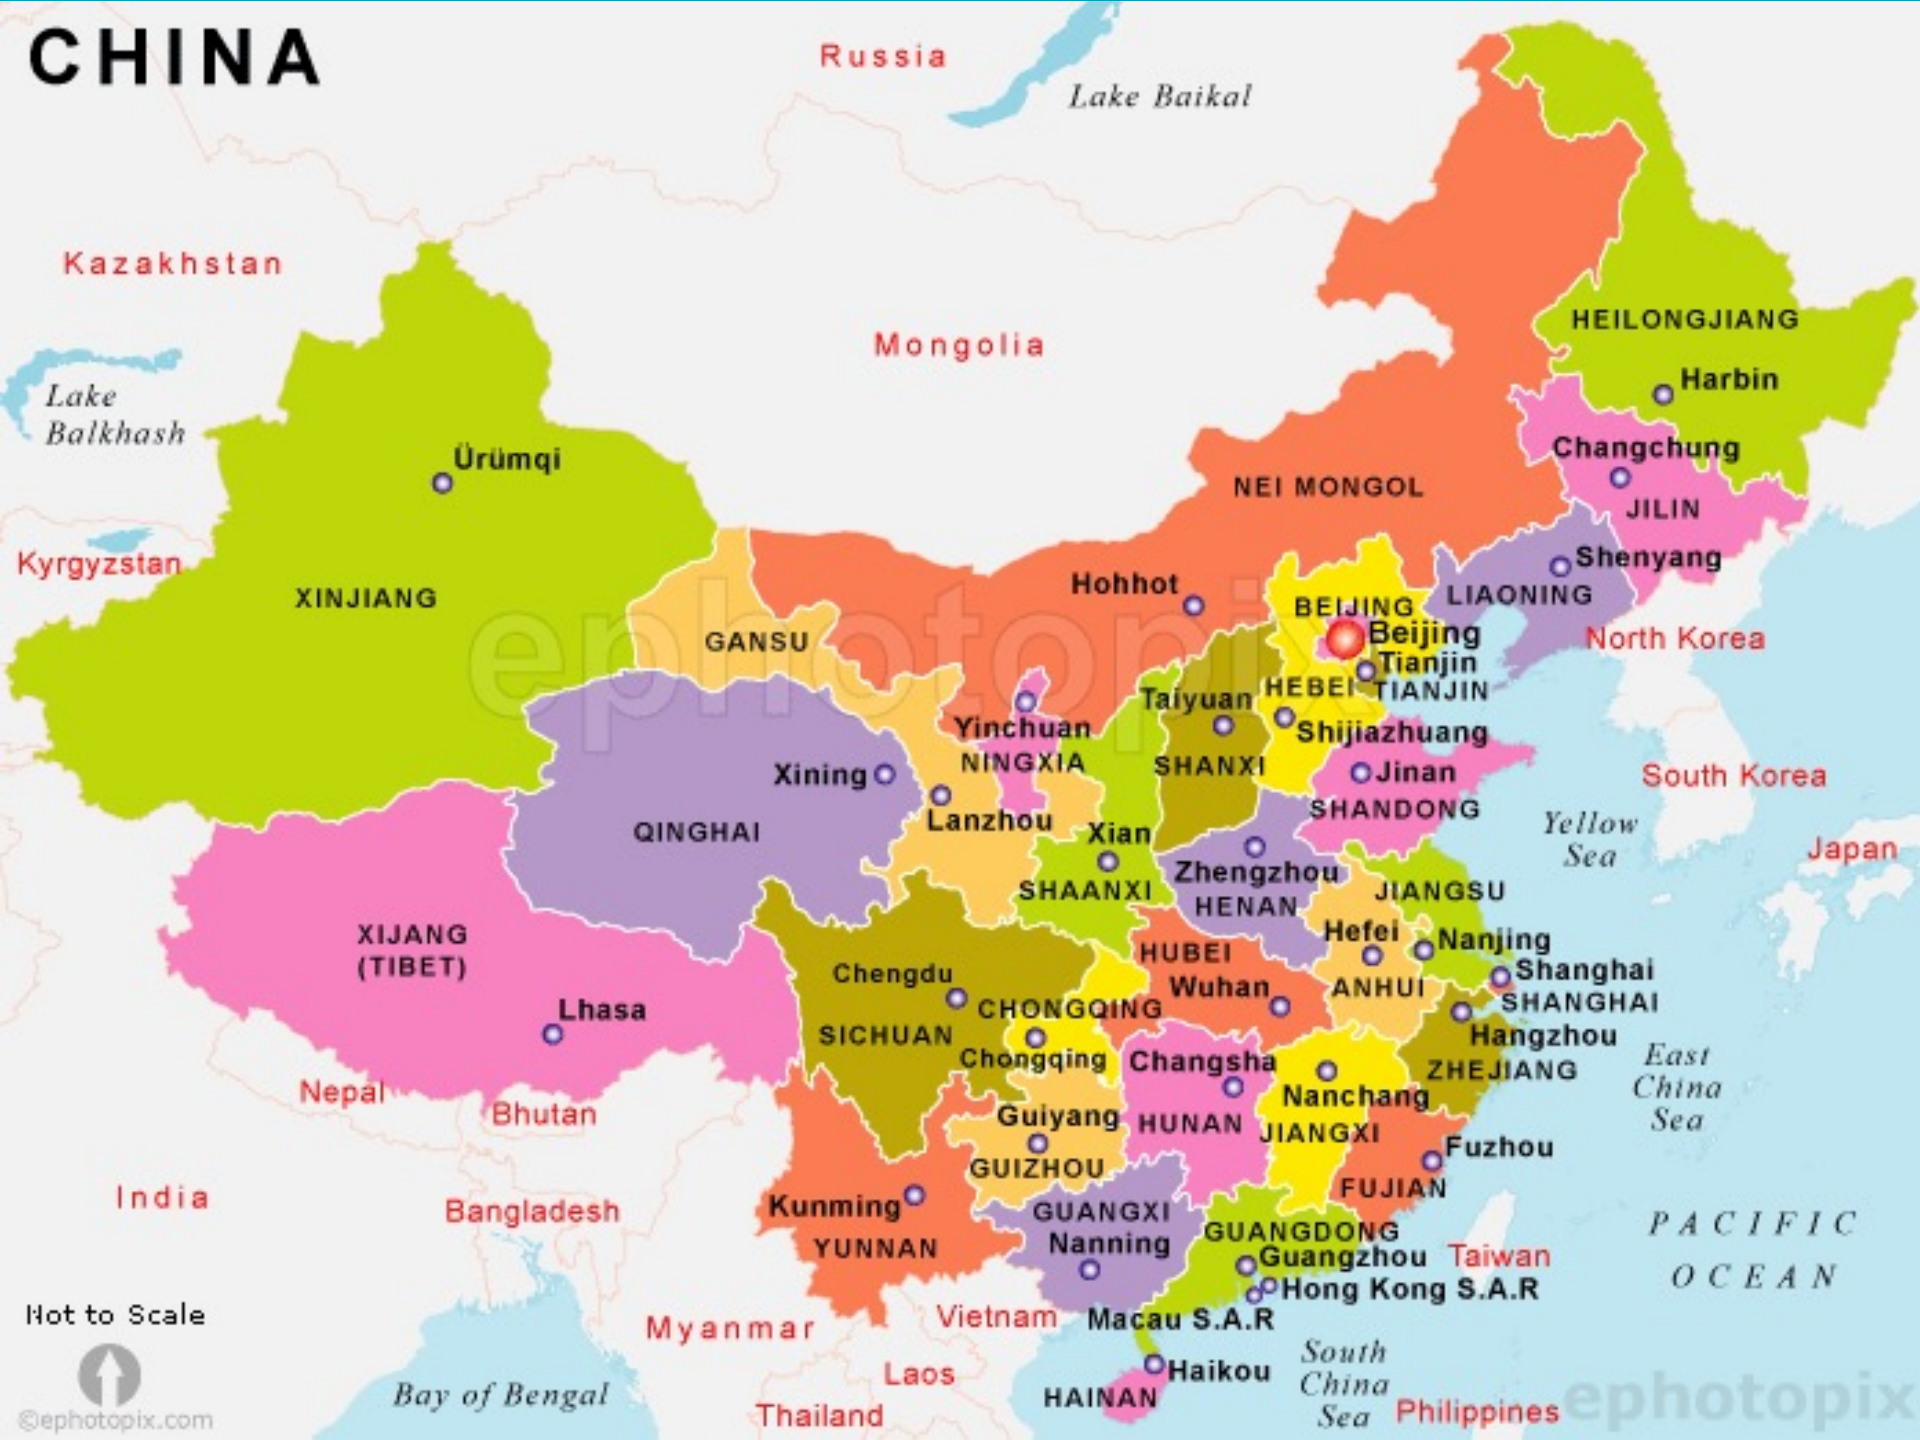 CHINA
Russia
Lake Baikal
Kazakhstan
HEILONGJIANG
Mongolia
Harbin
Lake
Balkhash
Changchung
Ürümqi
NEI MONGOL
JILIN
Kyrgyzstan
Shenyang
Hohhot
XINJIANG
LIAONING
BEIJING
ephotopix
GANSU
Beijing
North Korea
Tianjin
HEBEI
TIANJIN
Taiyuan
Yinchuan
Shijiazhuang
NINGXIA
SHANXI
Xining
Jinan
South Korea
SHANDONG
Lanzhou
Yellow
Sea
QINGHAI
Xian
Japan
Zhengzhou
SHAANXI
JIANGSU
HENAN
XIJANG
(TIBET)
Hefei
Nanjing
HUBEI
Chengdu
Shanghai
Wuhan
ANHUI
SHANGHAI
Lhasa
CHONGQING
SICHUAN
Hangzhou
Chongqing
Changsha
East
China
Sea
ZHEJIANG
Nepal
Nanchang
Bhutan
Guiyang
HUNAN
JIANGXI
Fuzhou
GUIZHOU
FUJIAN
India
Kunming
Bangladesh
GUANGXI
GUANGDONG
PACIFIC
OCEAN
YUNNAN
Nanning
Guangzhou
Taiwan
Hong Kong S.A.R
Not to Scale
Myanmar
Vietnam
Macau S.A.R
Laos
Haikou
South
China
Sea
Bay of Bengal
HAINAN
Thailand
Philippines
©ephotopix.com
ephotopix